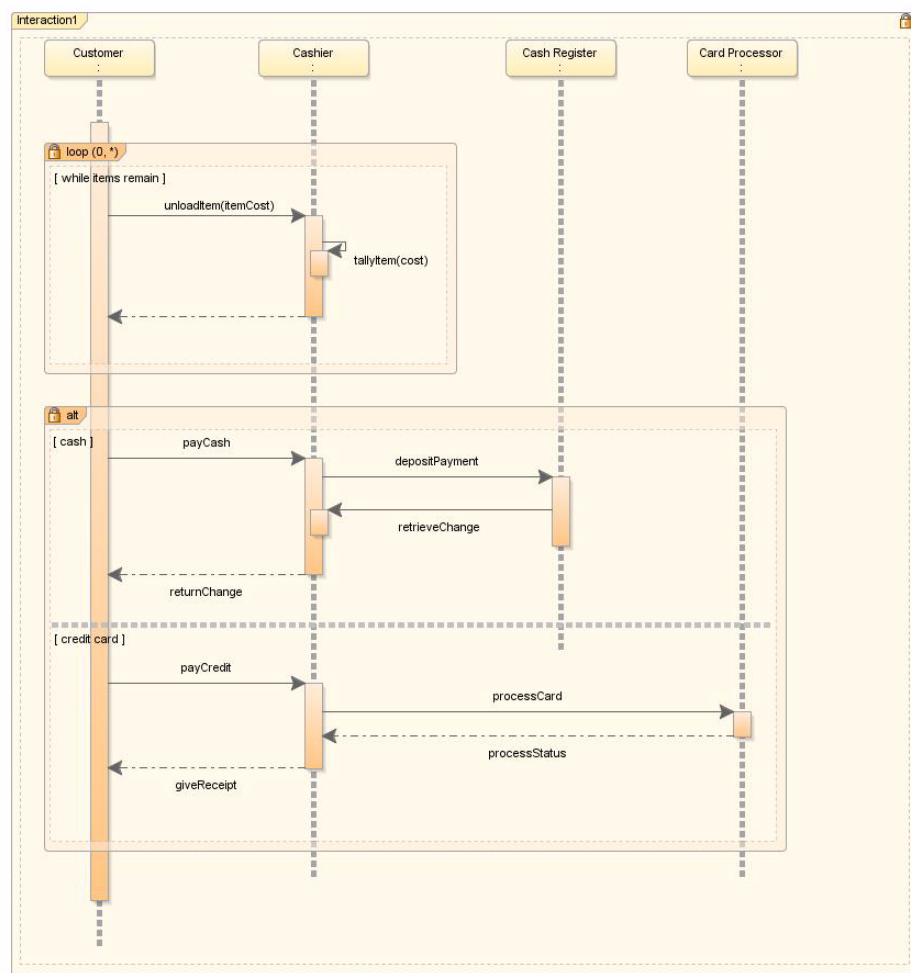 Interaction1
Customer
:
Cashier
:
Cash Register
:
Card Processor
:
loop (0, *)
[ while items remain ]
unloadItem(itemCost)
tallyItem(cost)
alt
[ cash ]
payCash
depositPayment
retrieveChange
returnChange
[ credit card ]
payCredit
processCard
processStatus
giveReceipt